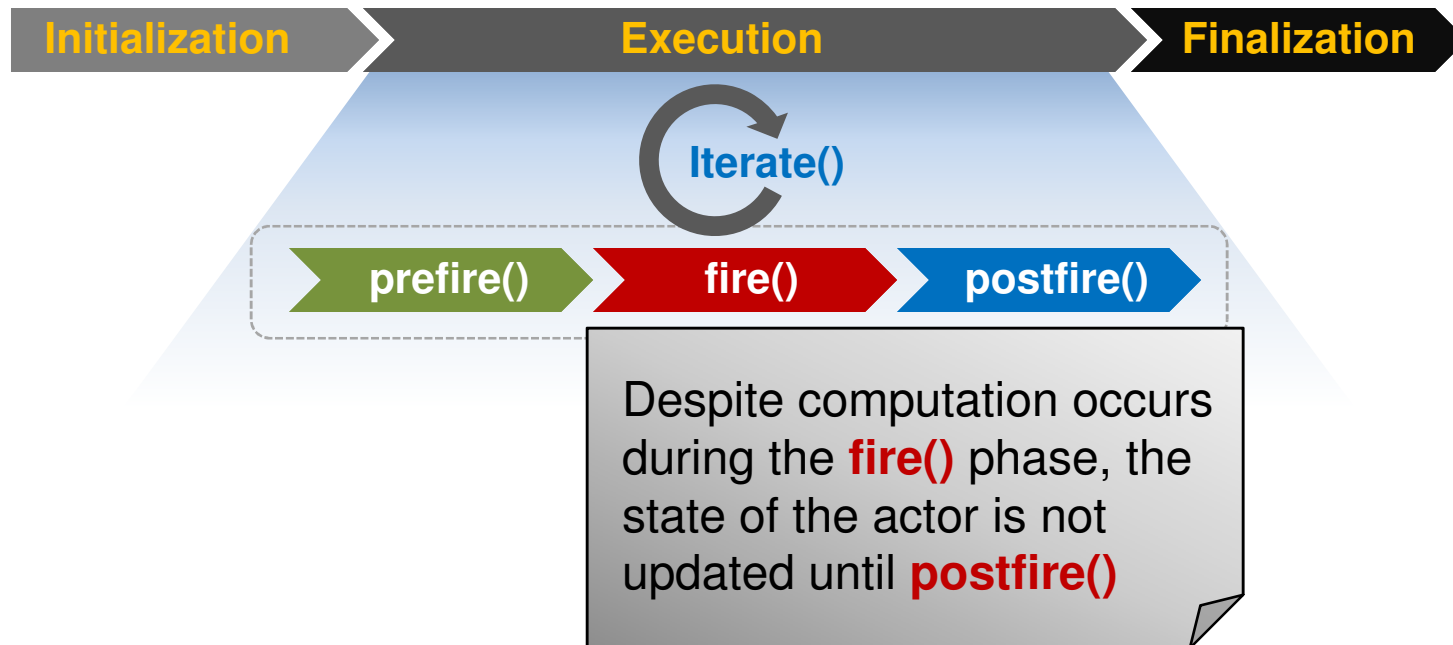 Initialization Execution Finalization
Iterate()
prefire() fire() postfire()
Despite computation occurs
during the fire() phase, the
state of the actor is not
updated until postfire()